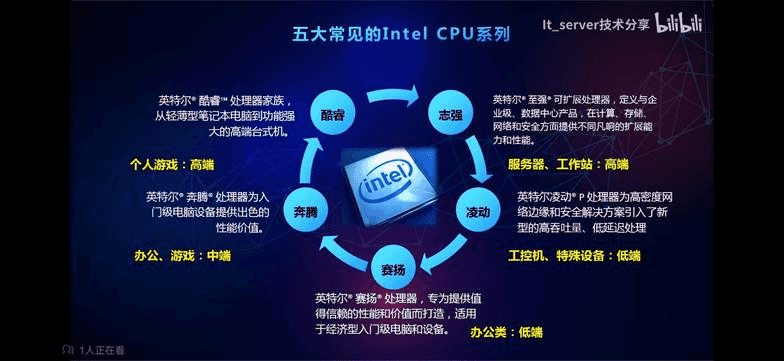 It_server技术分享 bilibili
五大常见的Intel CPU系列
英特尔® 酷睿™ 处理器家族，
从轻薄型笔记本电脑到功能强
大的高端台式机。
个人游戏：高端
酷睿
志强
英特尔® 至强® 可扩展处理器，定义与企
业级、数据中心产品，在计算、存储、
网络和安全方面提供不同凡响的扩展能
力和性能。
服务器、工作站：高端
intel
英特尔® 奔腾® 处理器为入
门级电脑设备提供出色的
性能价值。
办公、游戏：中端
奔腾
凌动
英特尔凌动® P 处理器为高密度网
络边缘和安全解决方案引入了新
型的高吞吐量、低延迟处理
工控机、特殊设备：低端
赛扬
英特尔® 赛扬® 处理器，专为提供值
得信赖的性能和价值而打造，适用
于经济型入门级电脑和设备。
办公类：低端
1人正在看